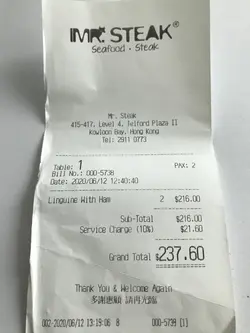 MR. STEAK®
Seafood • Steak
Mr. Steak
415-417, Level 4, Telford Plaza II
Kowloon Bay, Hong Kong
Tel: 2911 0773
Table: 1 PAX: 2
Bill No.: 000-5738
Date: 2020/06/12 12:40:40
Linguine With Ham 2 $216.00
Sub-Total $216.00
Service Charge (10%) $21.60
Grand Total $237.60
Thank You & Welcome Again
多謝惠顧 請再光臨
002-2020/06/12 13:19:06 B 000-5739 [1]